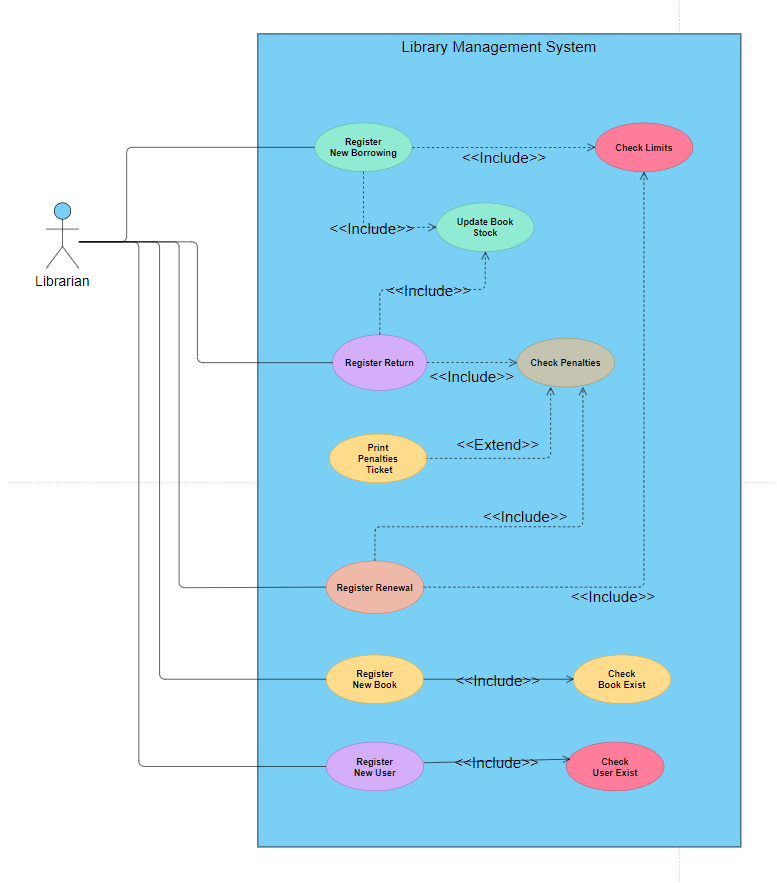 Library Management System
Register
New Borrowing
<<Include>>
Check Limits
<<Include>>
Update Book
Stock
Librarian
<<Include>>
Register Return
<<Include>>
Check Penalties
Print
Penalties
Ticket
<<Extend>>
<<Include>>
Register Renewal
<<Include>>
Register
New Book
<<Include>>
Check
Book Exist
Register
New User
<<Include>>
Check
User Exist